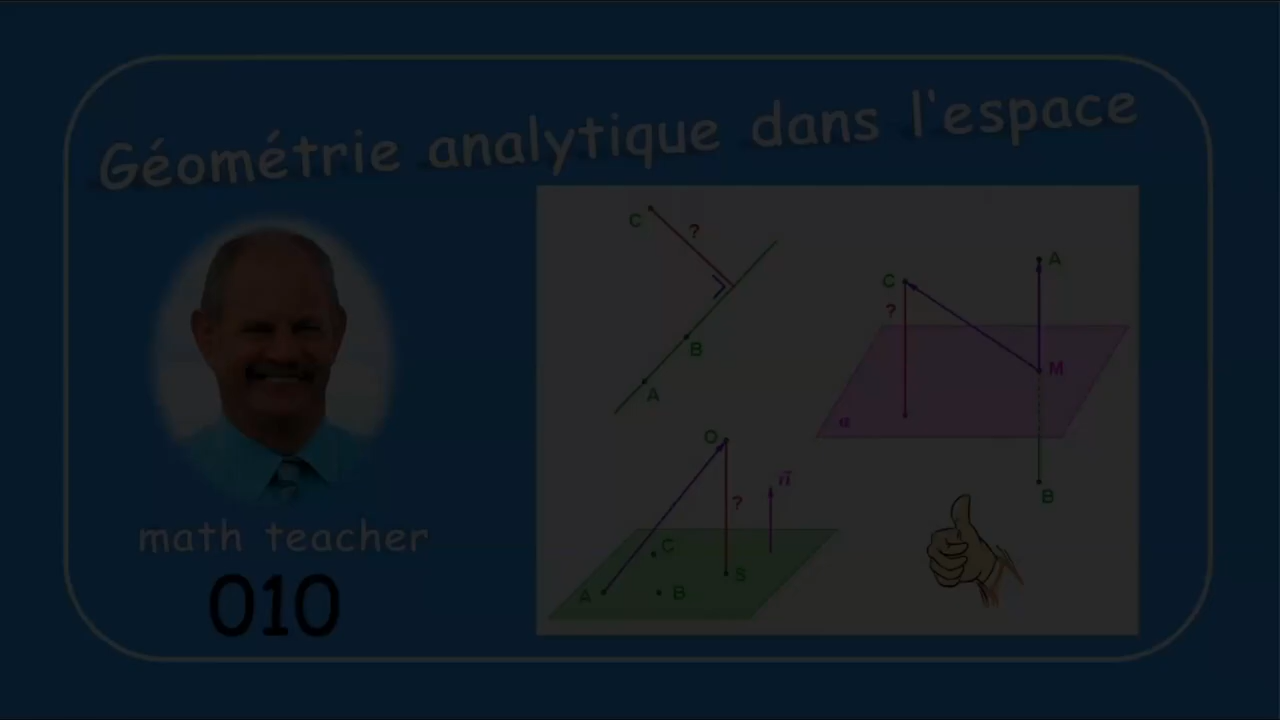 Géométrie analytique dans l'espace
C
?
B
A
A
C
?
M
α
B
O
n⃗
?
C
S
A
B
math teacher
010